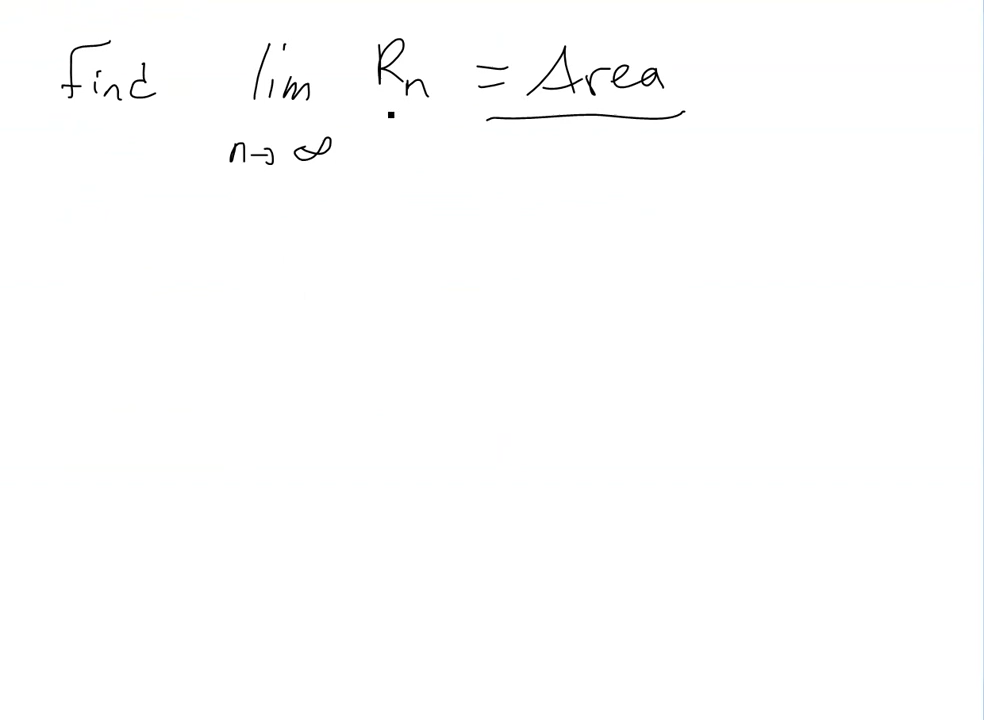 Find lim Rn = Area
n→ ∞